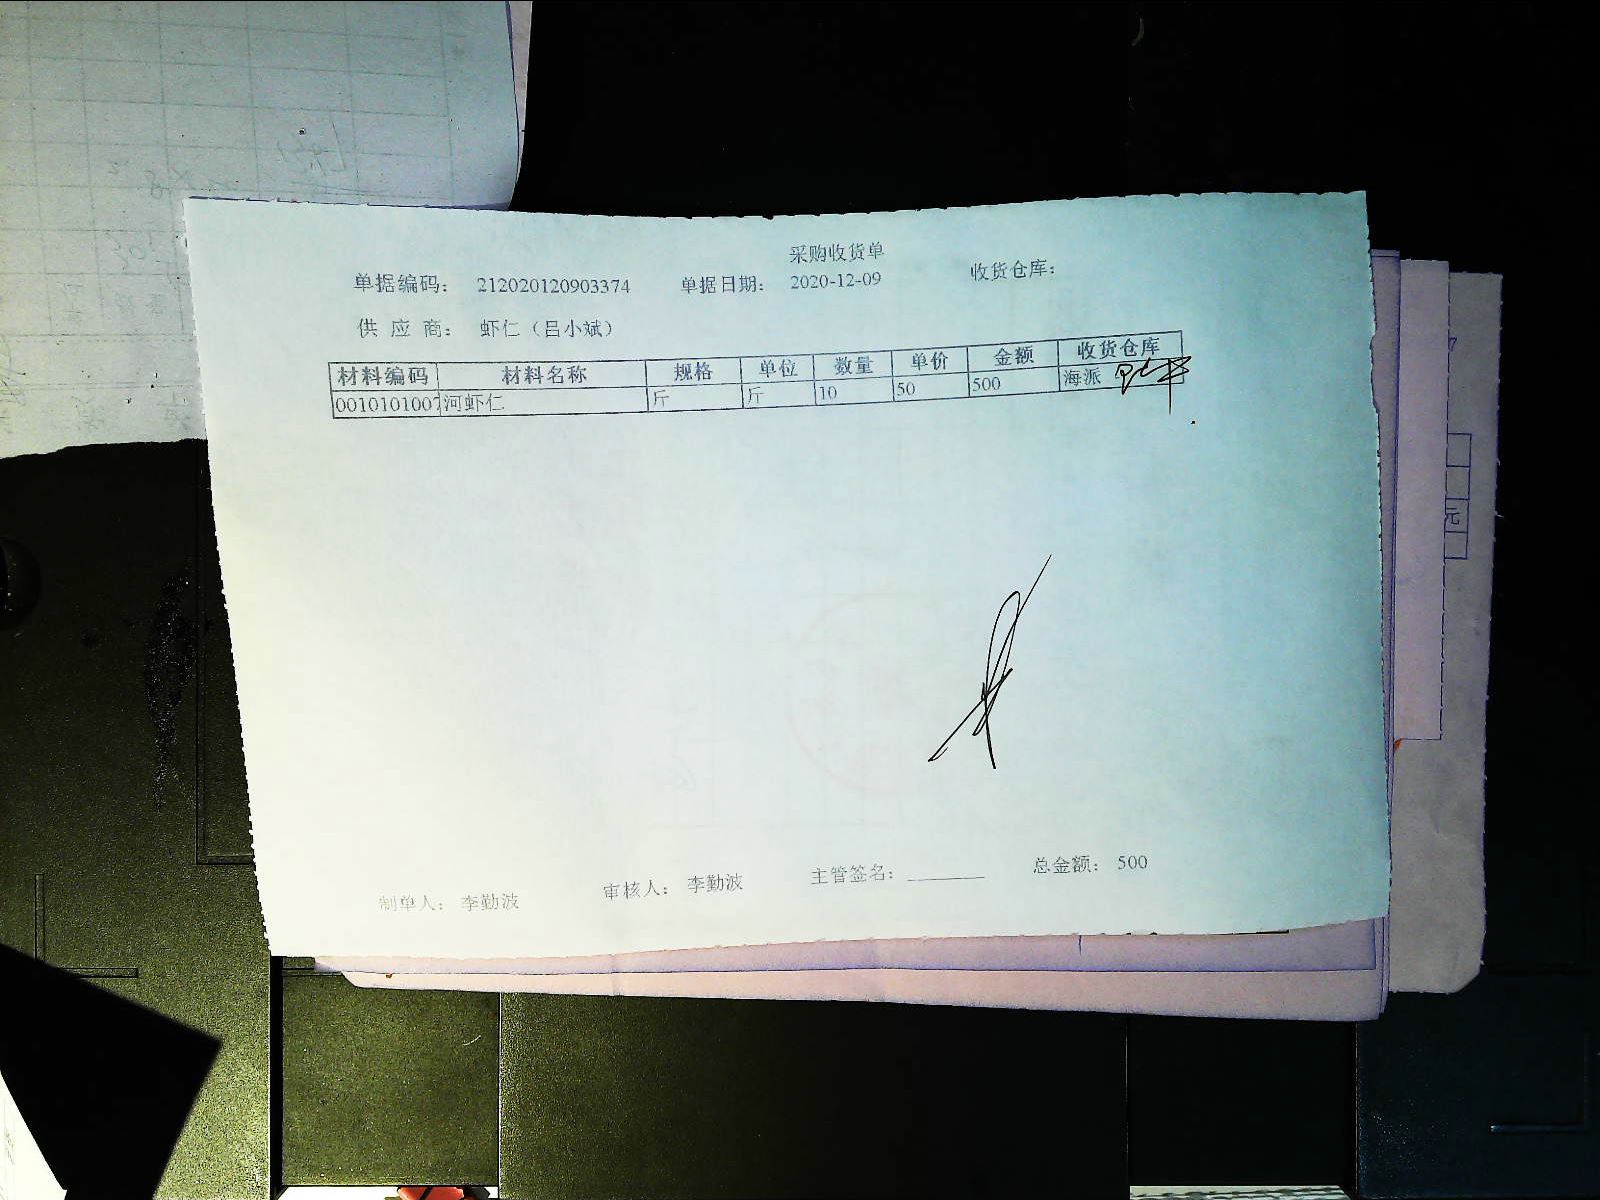 采购收货单
单据编码： 212020120903374 单据日期： 2020-12-09 收货仓库：
供 应 商： 虾仁（吕小斌）
材料编码 材料名称 规格 单位 数量 单价 金额 收货仓库
0010101007 河虾仁 斤 斤 10 50 500 海派
制单人： 李勤波 审核人： 李勤波 主管签名：________ 总金额： 500
元